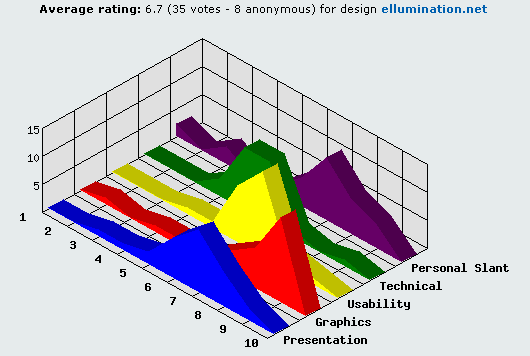 Average rating: 6.7 (35 votes - 8 anonymous) for design ellumination.net
15
10
5
1
2
3
4
5
6
7
8
9
10
Personal Slant
Technical
Usability
Graphics
Presentation